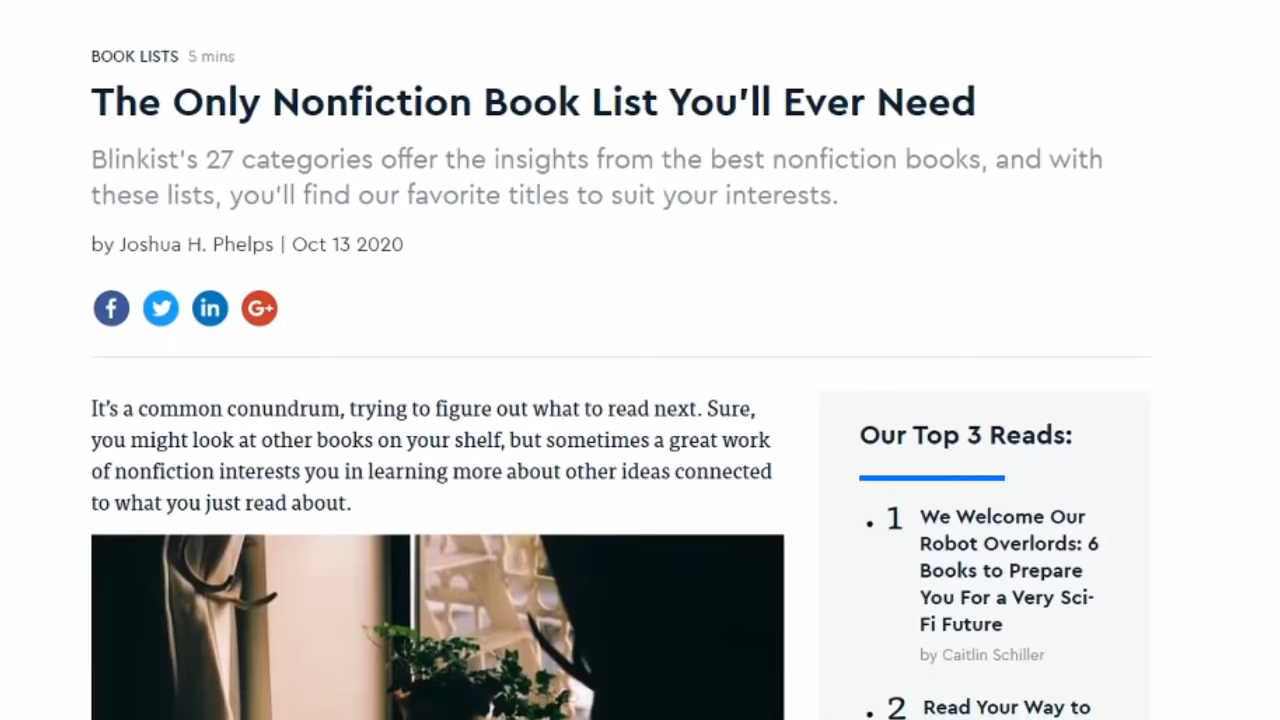 BOOK LISTS 5 mins
The Only Nonfiction Book List You'll Ever Need
Blinkist's 27 categories offer the insights from the best nonfiction books, and with
these lists, you'll find our favorite titles to suit your interests.
by Joshua H. Phelps | Oct 13 2020
f in G+
It's a common conundrum, trying to figure out what to read next. Sure,
you might look at other books on your shelf, but sometimes a great work
of nonfiction interests you in learning more about other ideas connected
to what you just read about.
Our Top 3 Reads:
1 We Welcome Our
Robot Overlords: 6
Books to Prepare
You For a Very Sci-
Fi Future
by Caitlin Schiller
2 Read Your Way to